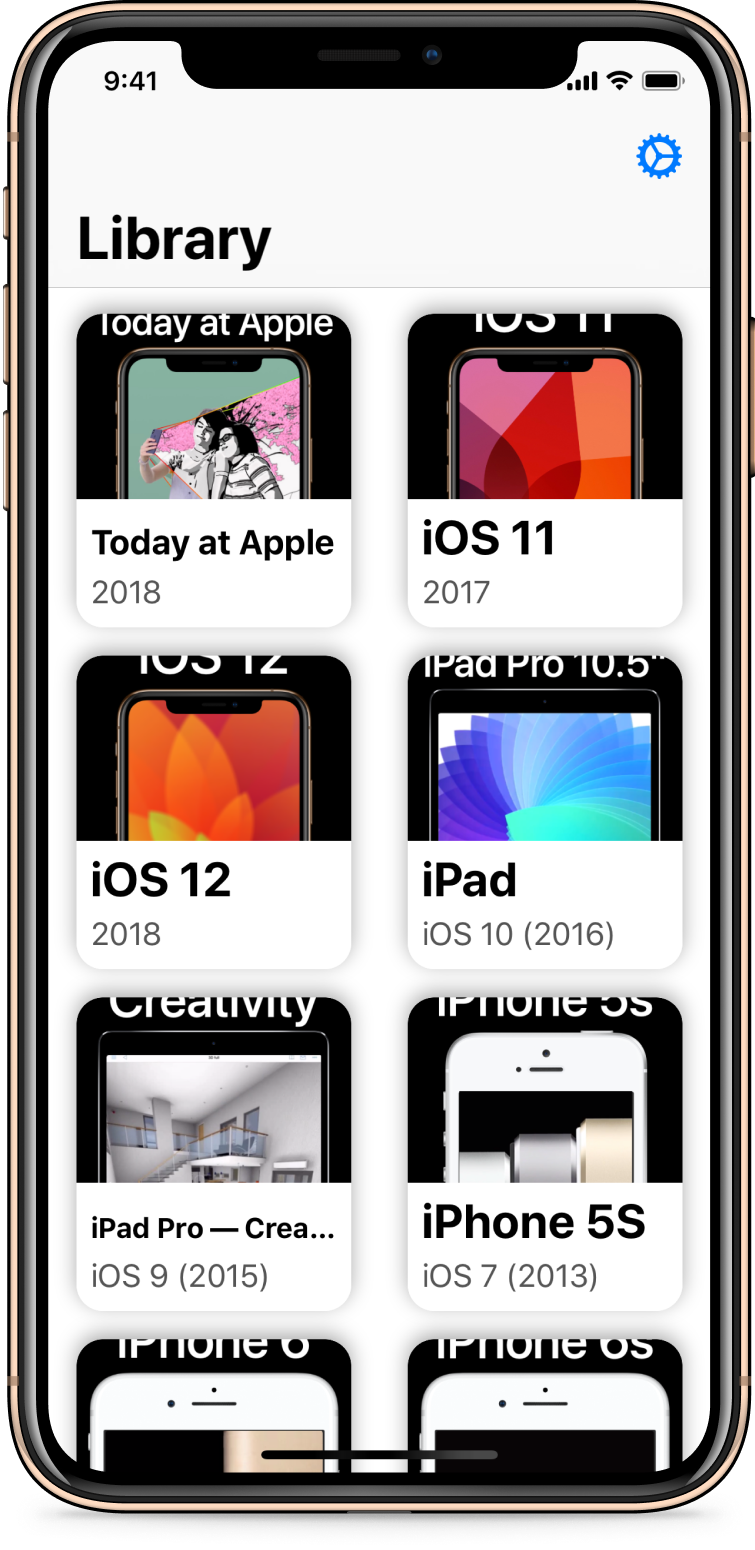 9:41
Library
Today at Apple
iOS 11
Today at Apple
iOS 11
2018
2017
iOS 12
iPad Pro 10.5"
iOS 12
iPad
2018
iOS 10 (2016)
Creativity
iPhone 5s
iPad Pro — Crea...
iPhone 5S
iOS 9 (2015)
iOS 7 (2013)
iPhone 6
iPhone 6s